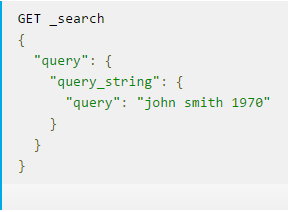 GET _search
{
  "query": {
    "query_string": {
      "query": "john smith 1970"
    }
  }
}